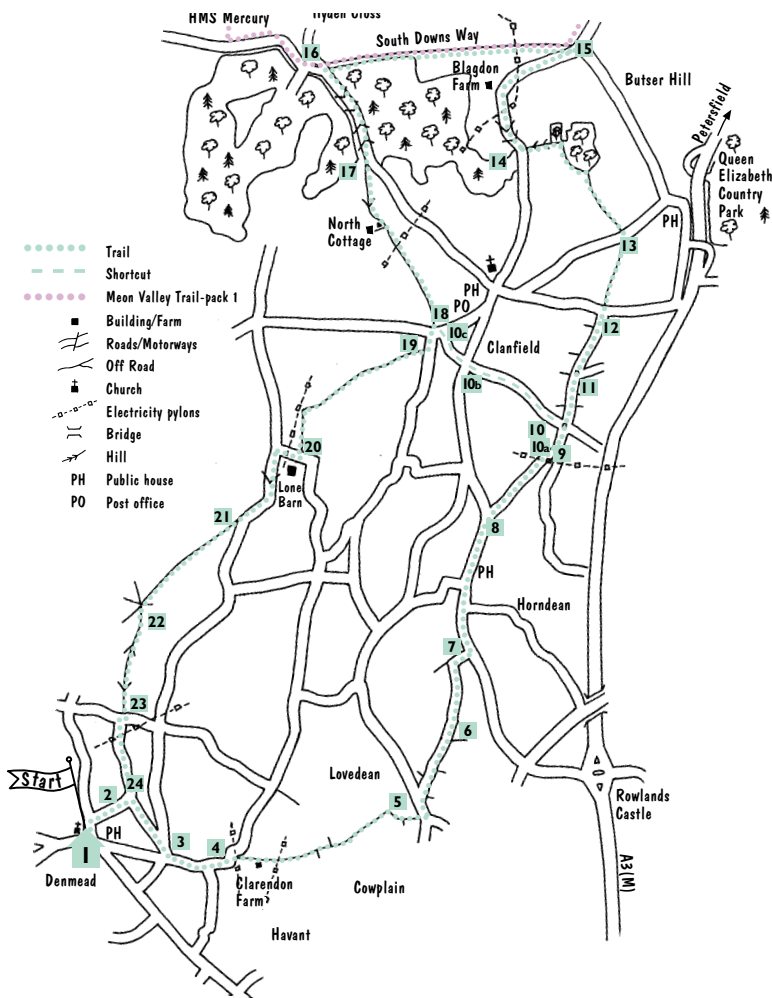 HMS Mercury
Hyden Cross
16
South Downs Way
15
Blagdon
Farm
Butser Hill
Petersfield
14
17
Queen
Elizabeth
Country
Park
PH
North
Cottage
13
Trail
Shortcut
Meon Valley Trail-pack 1
Building/Farm
Roads/Motorways
Off Road
Church
Electricity pylons
Bridge
Hill
PH Public house
PO Post office
PH
PO
18
10c
12
19
Clanfield
10b
11
10
10a
9
20
Lone
Barn
21
8
PH
22
Horndean
7
23
6
Start
24
2
Lovedean
5
Rowlands
Castle
PH
1
3
4
Denmead
Clarendon
Farm
Cowplain
A3(M)
Havant